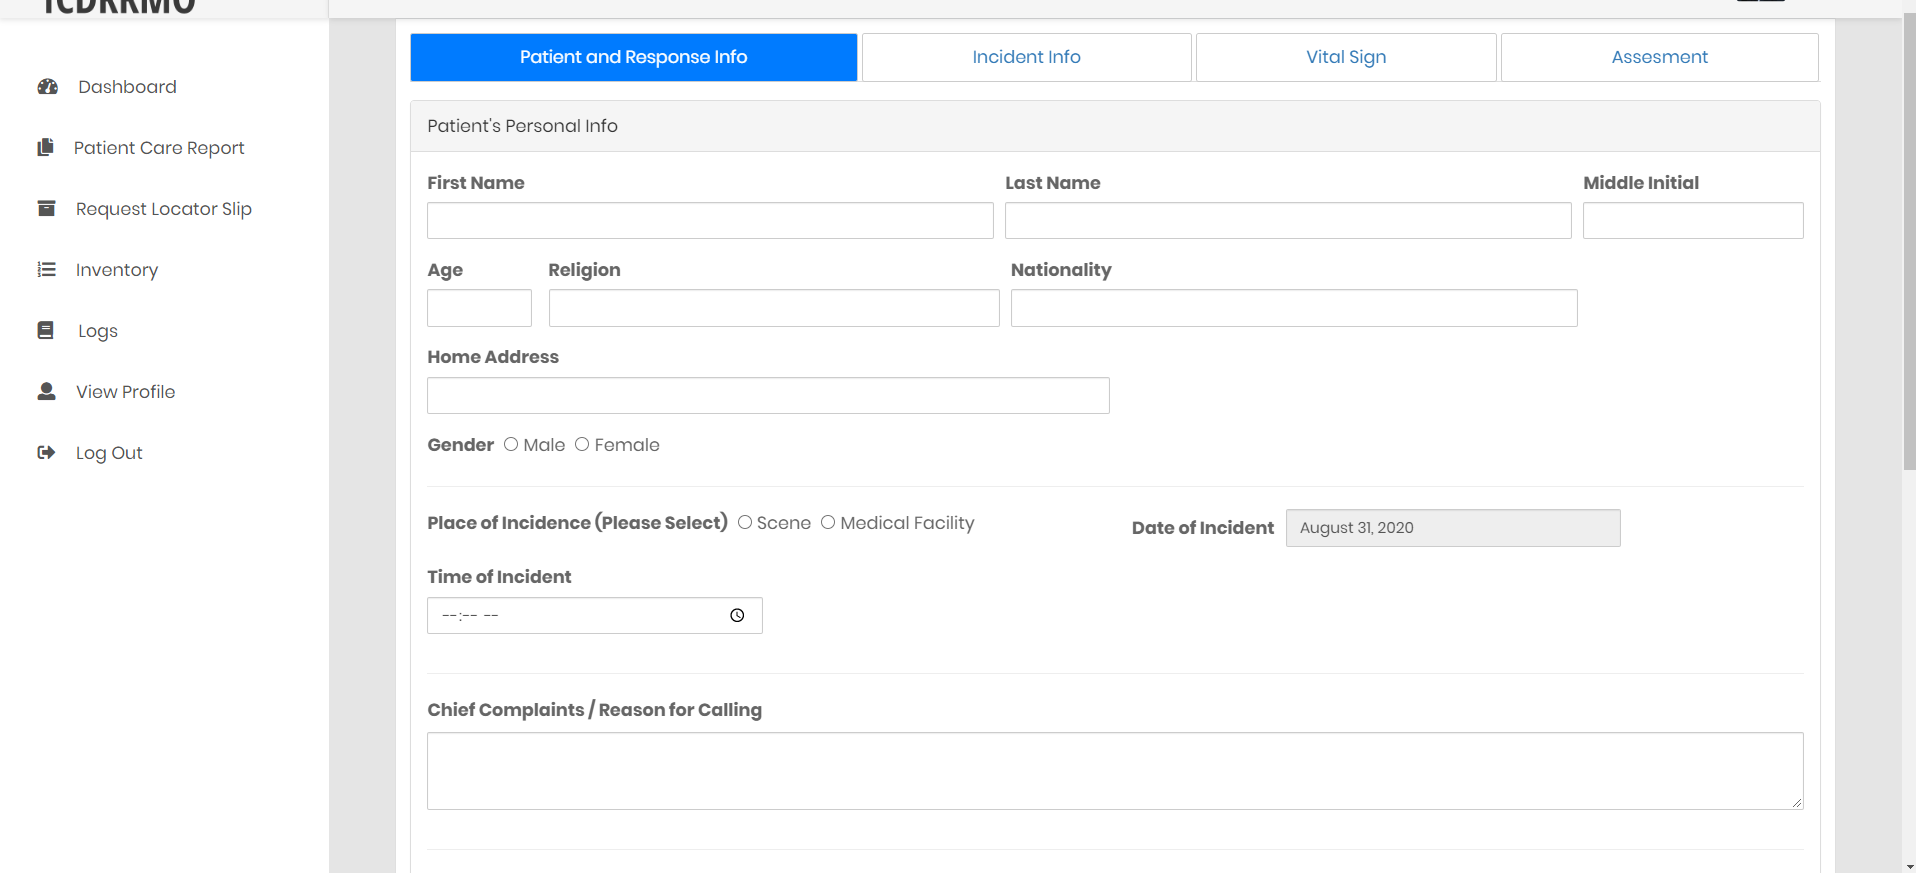 Patient and Response Info
Incident Info
Vital Sign
Assesment
Dashboard
Patient Care Report
Request Locator Slip
Inventory
Logs
View Profile
Log Out
Patient's Personal Info
First Name
Last Name
Middle Initial
Age
Religion
Nationality
Home Address
Gender Male Female
Place of Incidence (Please Select) Scene Medical Facility
Date of Incident August 31, 2020
Time of Incident
--:-- --
Chief Complaints / Reason for Calling